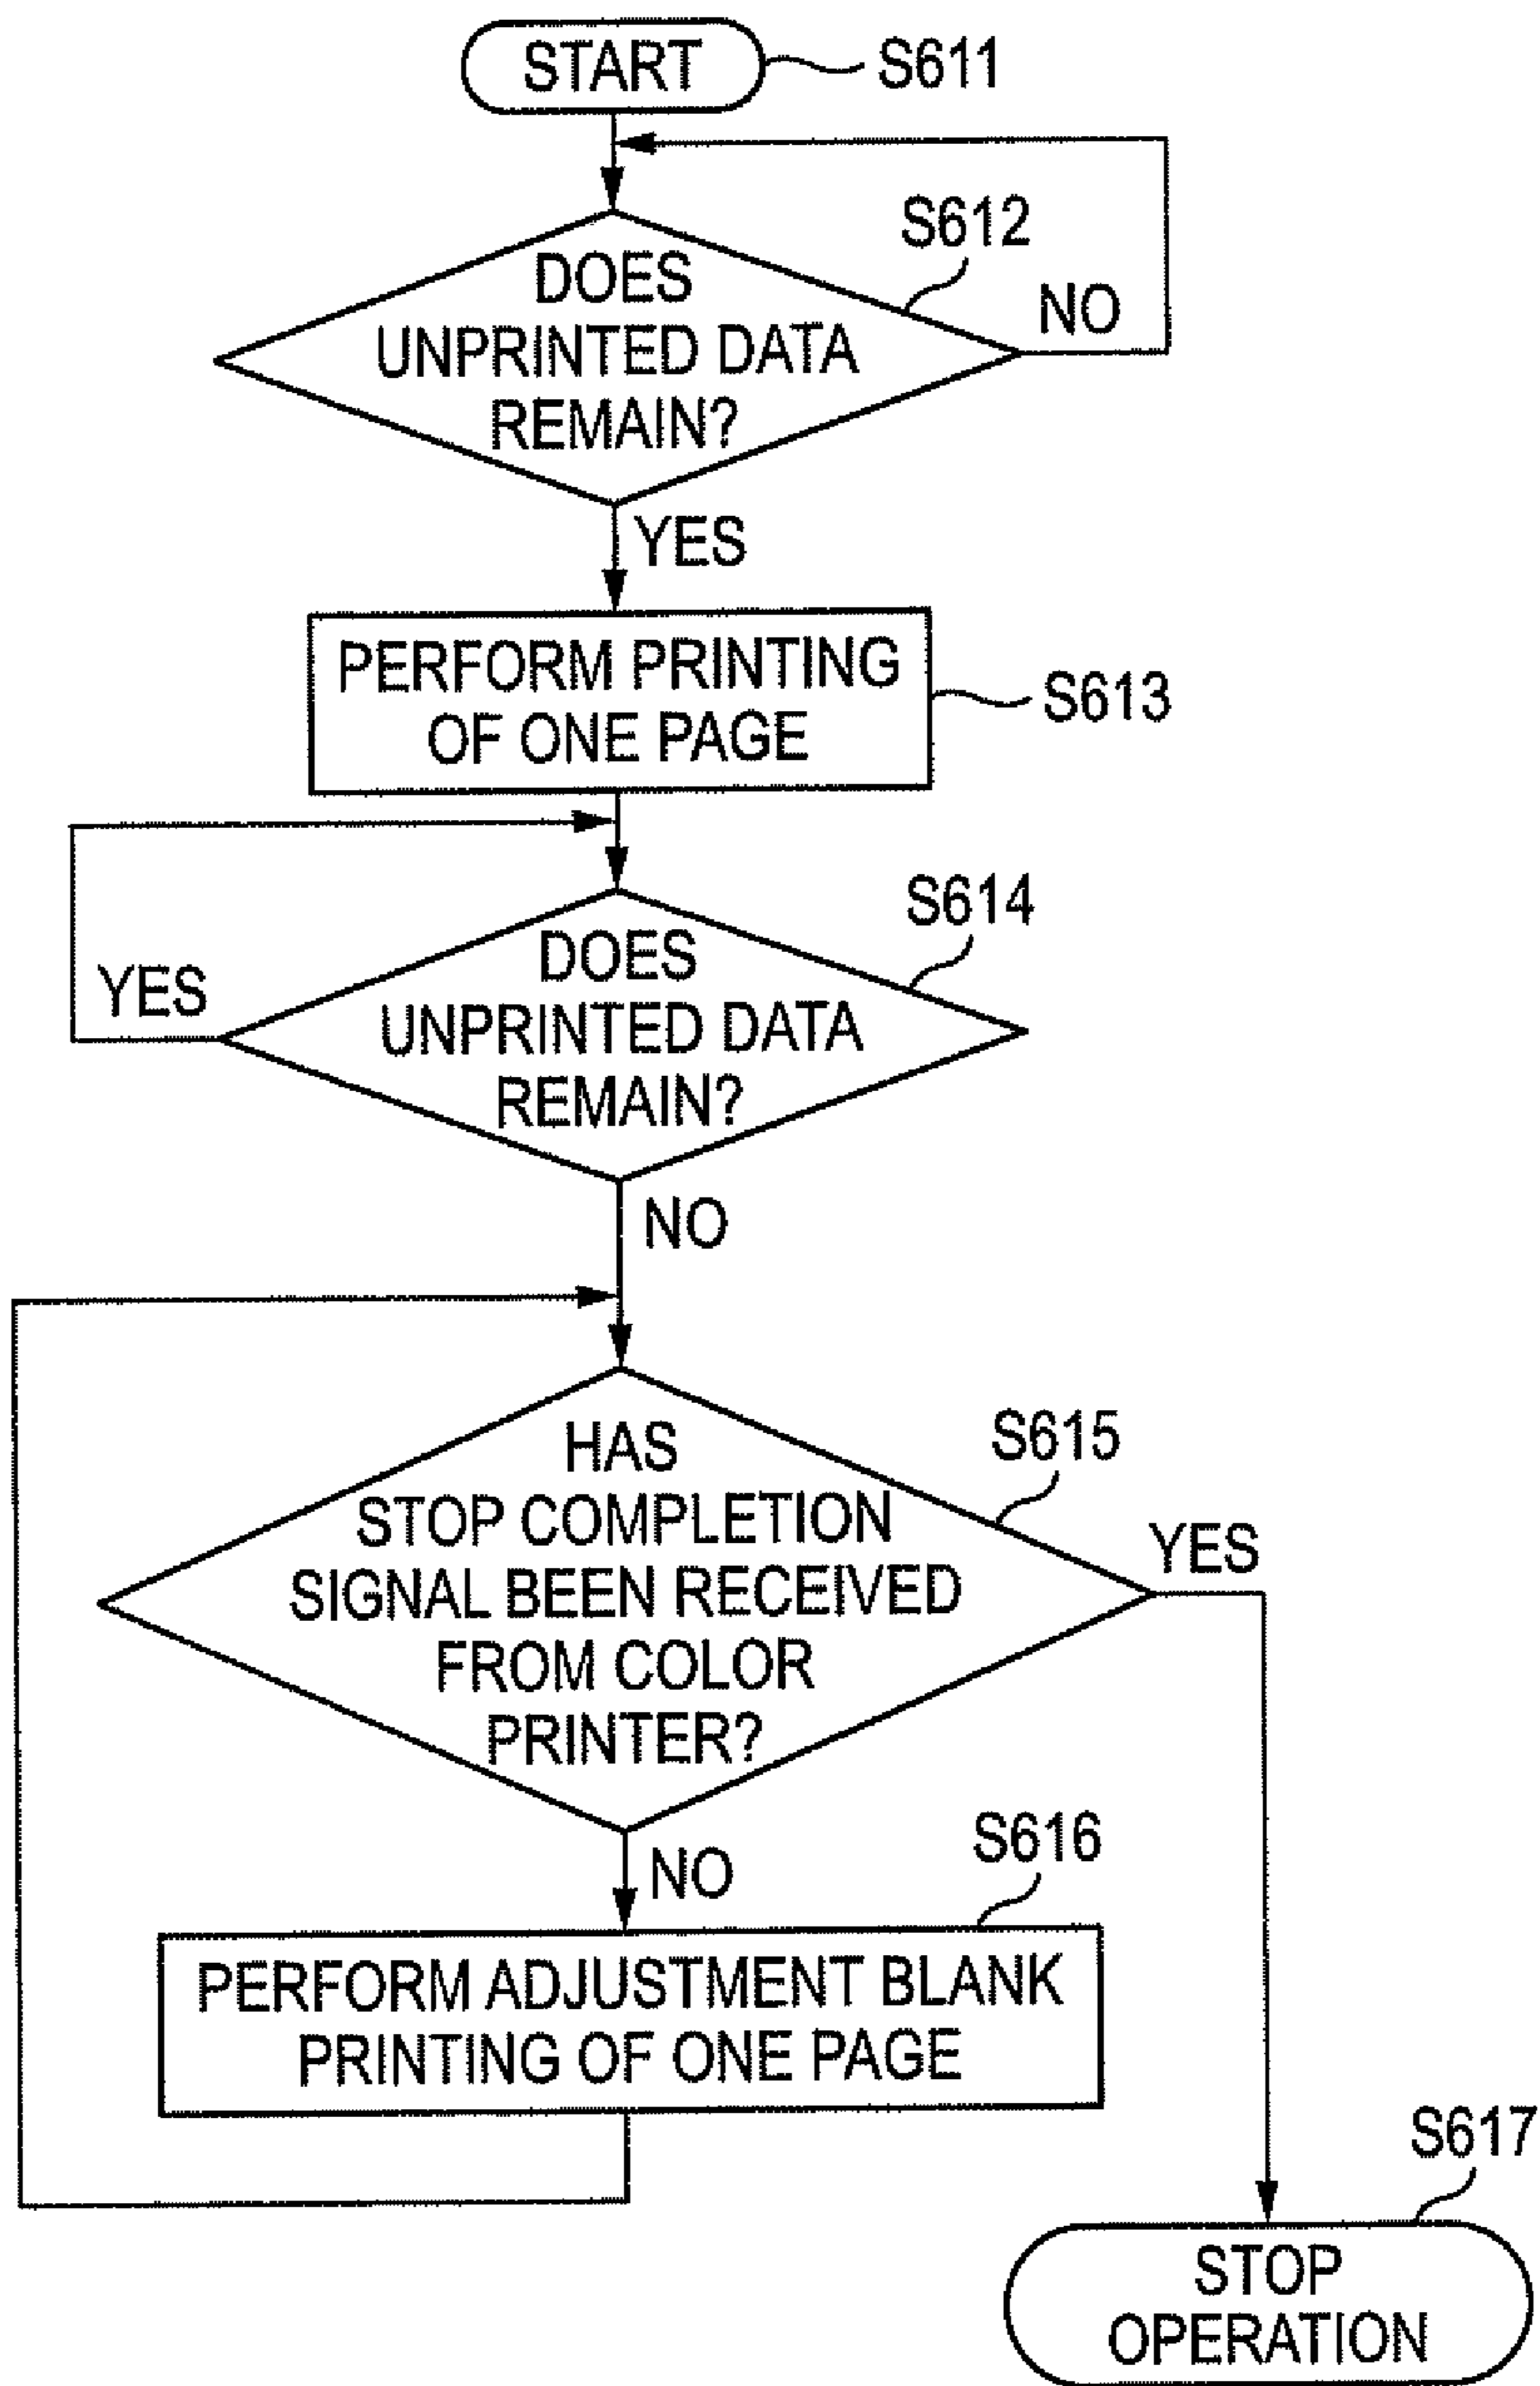 START
S611
S612
DOES
UNPRINTED DATA
REMAIN?
NO
YES
PERFORM PRINTING
OF ONE PAGE
S613
S614
DOES
UNPRINTED DATA
REMAIN?
YES
NO
S615
HAS
STOP COMPLETION
SIGNAL BEEN RECEIVED
FROM COLOR
PRINTER?
YES
NO
S616
PERFORM ADJUSTMENT BLANK
PRINTING OF ONE PAGE
S617
STOP
OPERATION